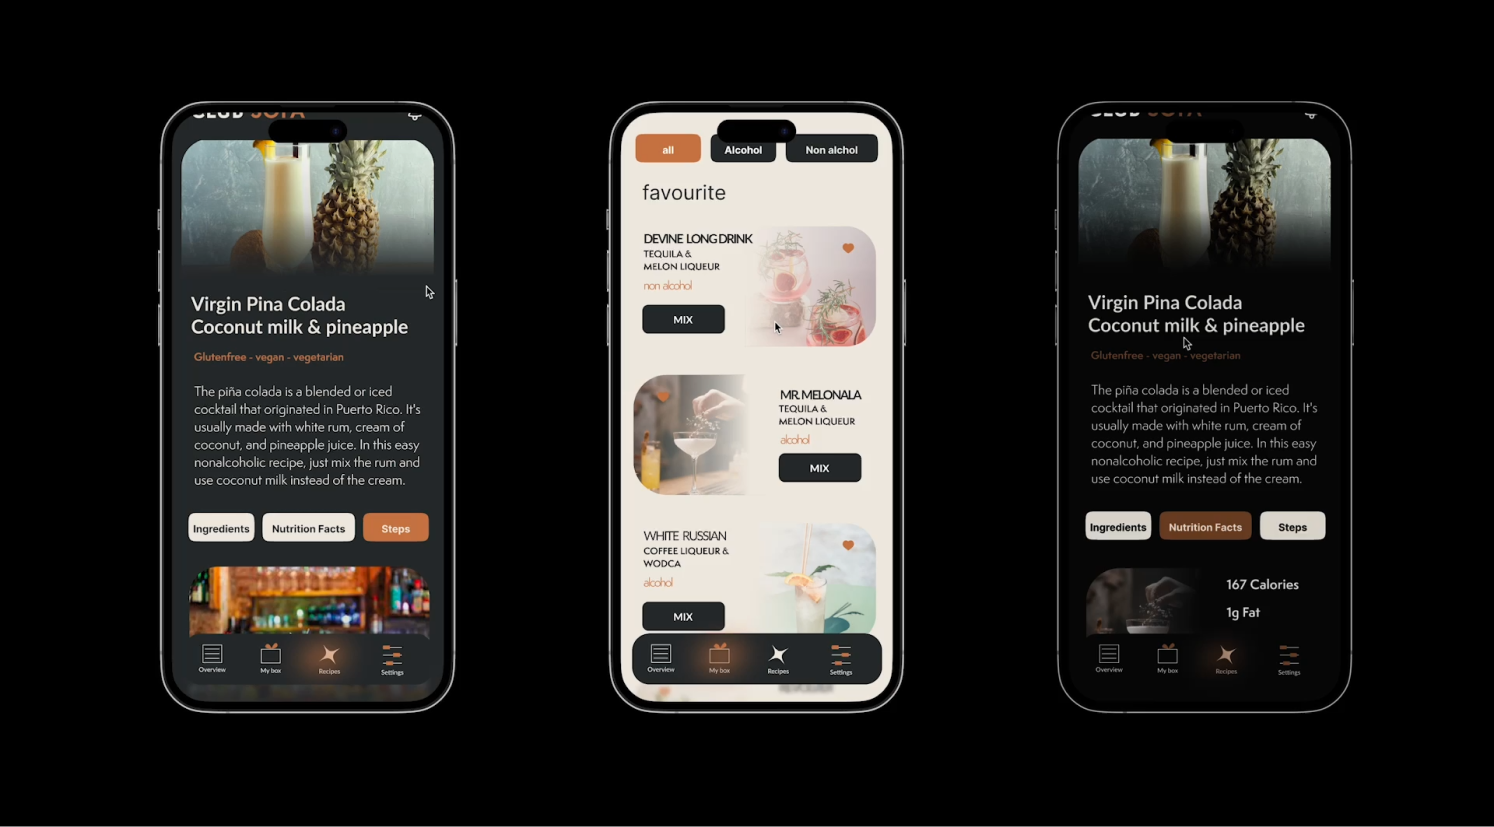 CLUB SOFA
Virgin Pina Colada
Coconut milk & pineapple
Glutenfree - vegan - vegetarian
The piña colada is a blended or iced
cocktail that originated in Puerto Rico. It's
usually made with white rum, cream of
coconut, and pineapple juice. In this easy
nonalcoholic recipe, just mix the rum and
use coconut milk instead of the cream.
Ingredients Nutrition Facts Steps
Overview My box Recipes Settings
all Alcohol Non alchol
favourite
DEVINE LONG DRINK
TEQUILA &
MELON LIQUEUR
non alcohol
MIX
MR. MELONALA
TEQUILA &
MELON LIQUEUR
alcohol
MIX
WHITE RUSSIAN
COFFEE LIQUEUR &
WODCA
alcohol
MIX
Overview My box Recipes Settings
CLUB SOFA
Virgin Pina Colada
Coconut milk & pineapple
Glutenfree - vegan - vegetarian
The piña colada is a blended or iced
cocktail that originated in Puerto Rico. It's
usually made with white rum, cream of
coconut, and pineapple juice. In this easy
nonalcoholic recipe, just mix the rum and
use coconut milk instead of the cream.
Ingredients Nutrition Facts Steps
167 Calories
1g Fat
Overview My box Recipes Settings